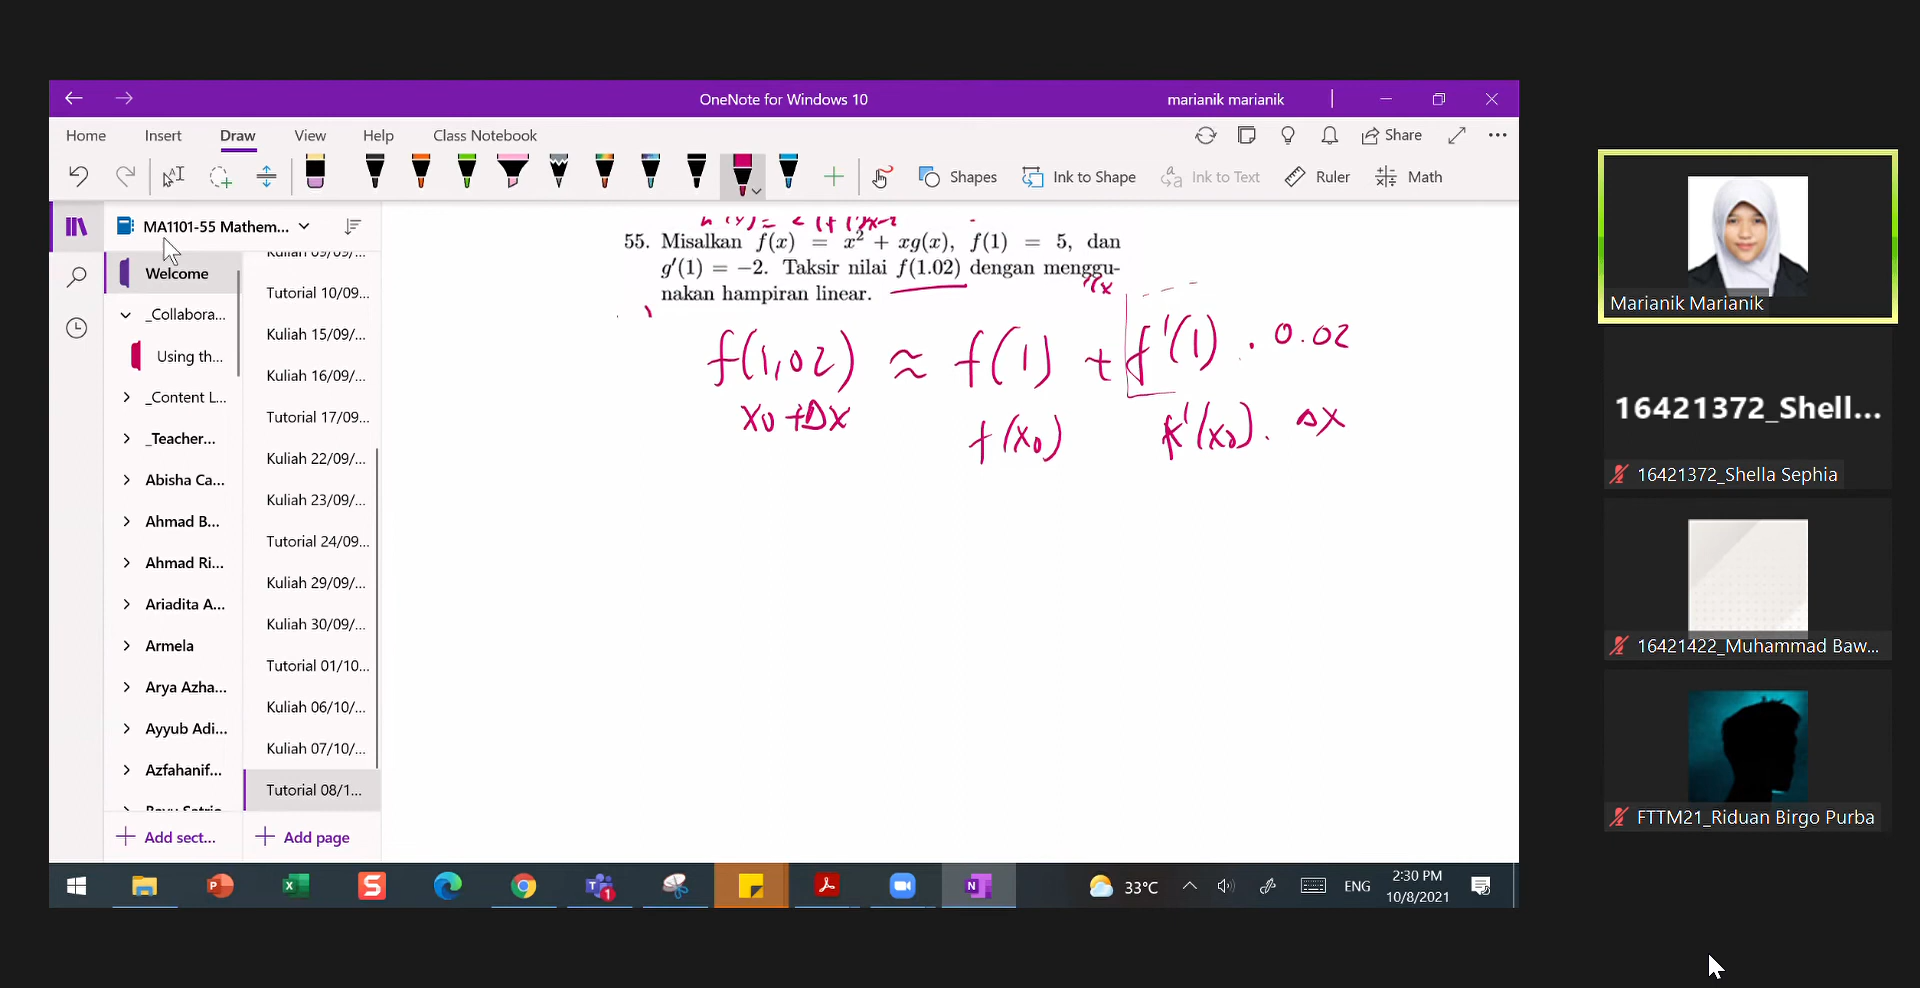 OneNote for Windows 10
marianik marianik
Home Insert Draw View Help Class Notebook
Share
Shapes Ink to Shape Ink to Text Ruler Math
MA1101-55 Mathem...
Welcome
_Collabora...
Using th...
_Content L...
_Teacher...
Abisha Ca...
Ahmad B...
Ahmad Ri...
Ariadita A...
Armela
Arya Azha...
Ayyub Adi...
Azfahanif...
Add sect...
Kuliah 09/09/...
Tutorial 10/09...
Kuliah 15/09/...
Kuliah 16/09/...
Tutorial 17/09...
Kuliah 22/09/...
Kuliah 23/09/...
Tutorial 24/09...
Kuliah 29/09/...
Kuliah 30/09/...
Tutorial 01/10...
Kuliah 06/10/...
Kuliah 07/10/...
Tutorial 08/1...
Add page
55. Misalkan f(x) = x² + xg(x), f(1) = 5, dan
g′(1) = −2. Taksir nilai f(1.02) dengan menggu-
nakan hampiran linear.
f(1,02) ≈ f(1) + f'(1) . 0.02
x₀ + Δx f(x₀) f'(x₀) . Δx
33°C
ENG
2:30 PM
10/8/2021
Marianik Marianik
16421372_Shell...
16421372_Shella Sephia
16421422_Muhammad Baw...
FTTM21_Riduan Birgo Purba